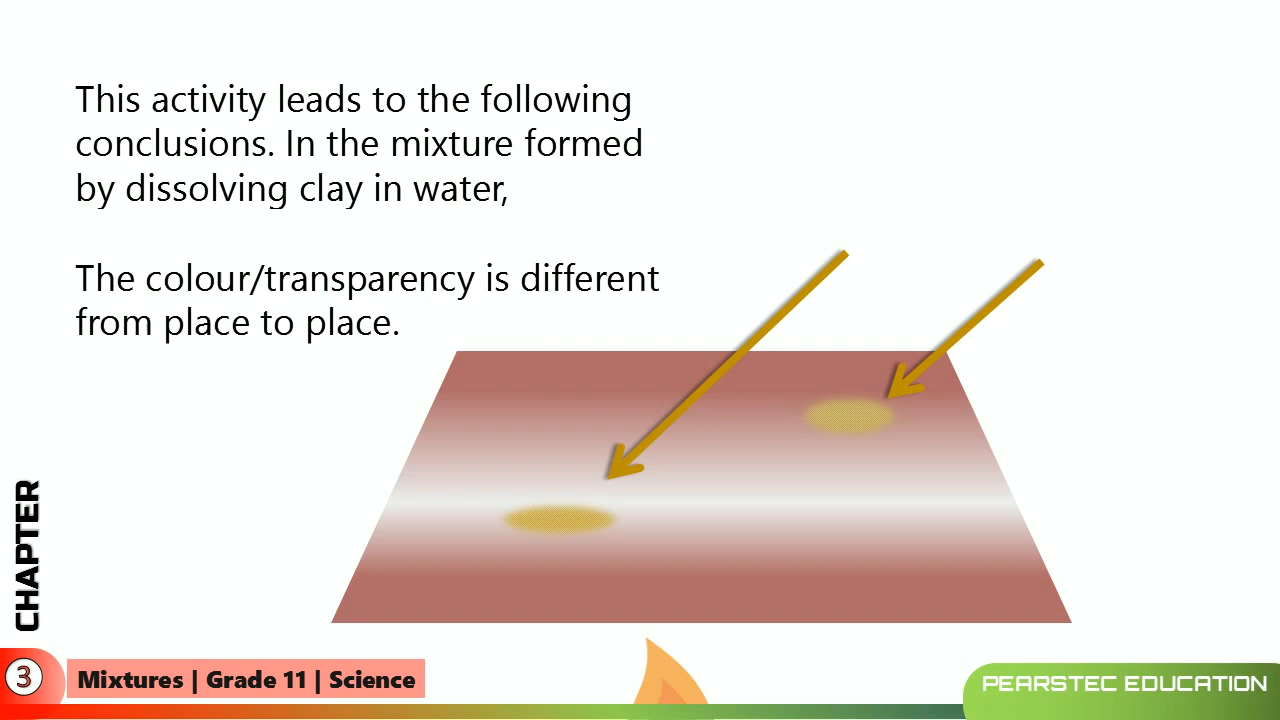 This activity leads to the following
conclusions. In the mixture formed
by dissolving clay in water,
The colour/transparency is different
from place to place.
CHAPTER
3
Mixtures | Grade 11 | Science
PEARSTEC EDUCATION